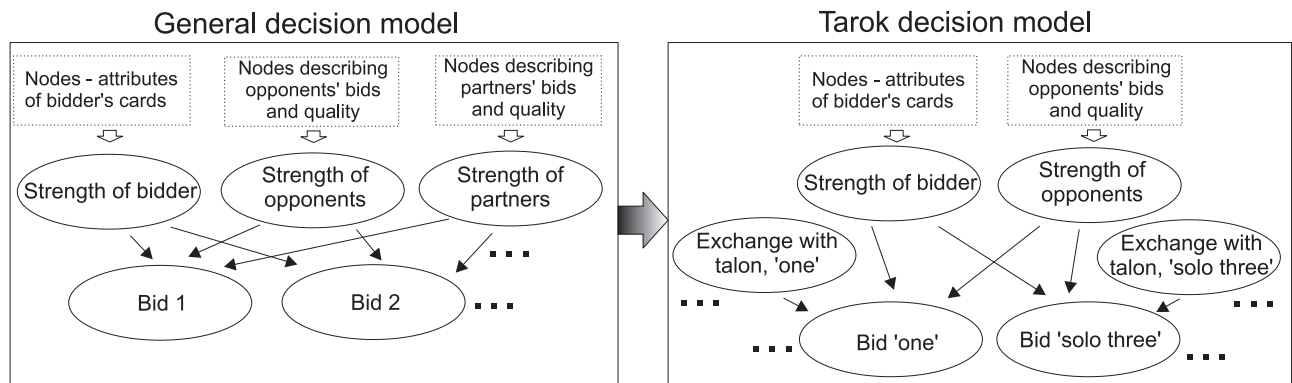 General decision model
Nodes - attributes
of bidder's cards
Nodes describing
opponents' bids
and quality
Nodes describing
partners' bids
and quality
Strength of bidder
Strength of
opponents
Strength of
partners
Bid 1
Bid 2
Tarok decision model
Nodes - attributes
of bidder's cards
Nodes describing
opponents' bids
and quality
Strength of bidder
Strength of
opponents
Exchange with
talon, 'one'
Exchange with
talon, 'solo three'
Bid 'one'
Bid 'solo three'